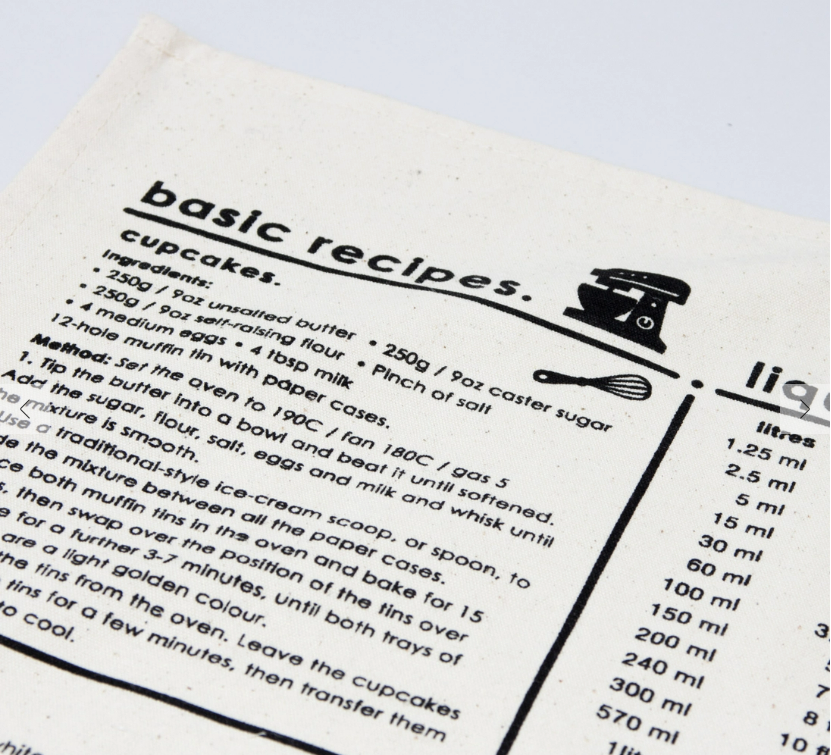 basic recipes.
cupcakes.
Ingredients:
• 250g / 9oz unsalted butter • 250g / 9oz caster sugar
• 250g / 9oz self-raising flour • Pinch of salt
• 4 medium eggs • 4 tbsp milk
12-hole muffin tin with paper cases.
Method: Set the oven to 190C / fan 180C / gas 5
1. Tip the butter into a bowl and beat it until softened.
Add the sugar, flour, salt, eggs and milk and whisk until
the mixture is smooth.
Use a traditional-style ice-cream scoop, or spoon, to
the mixture between all the paper cases.
both muffin tins in the oven and bake for 15
then swap over the position of the tins over
for a further 3-7 minutes, until both trays of
are a light golden colour.
the tins from the oven. Leave the cupcakes
tins for a few minutes, then transfer them
to cool.
litres
1.25 ml
2.5 ml
5 ml
15 ml
30 ml
60 ml
100 ml
150 ml
200 ml
240 ml
300 ml
570 ml
10